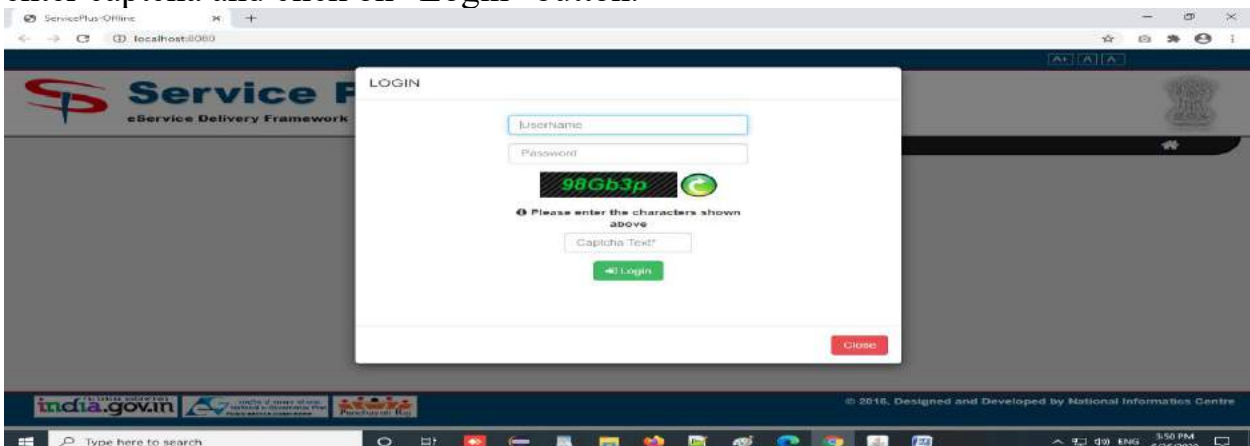 enter captcha and click on "Login" button.
ServicePlus-Offline
localhost:8080
A+ A A-
LOGIN
Service P
eService Delivery Framework
UserName
Password
98Gb3p
Please enter the characters shown
above
Captcha Text*
Login
Close
india.gov.in
Panchayati Raj
© 2016, Designed and Developed by National Informatics Centre
Type here to search
ENG
3:50 PM